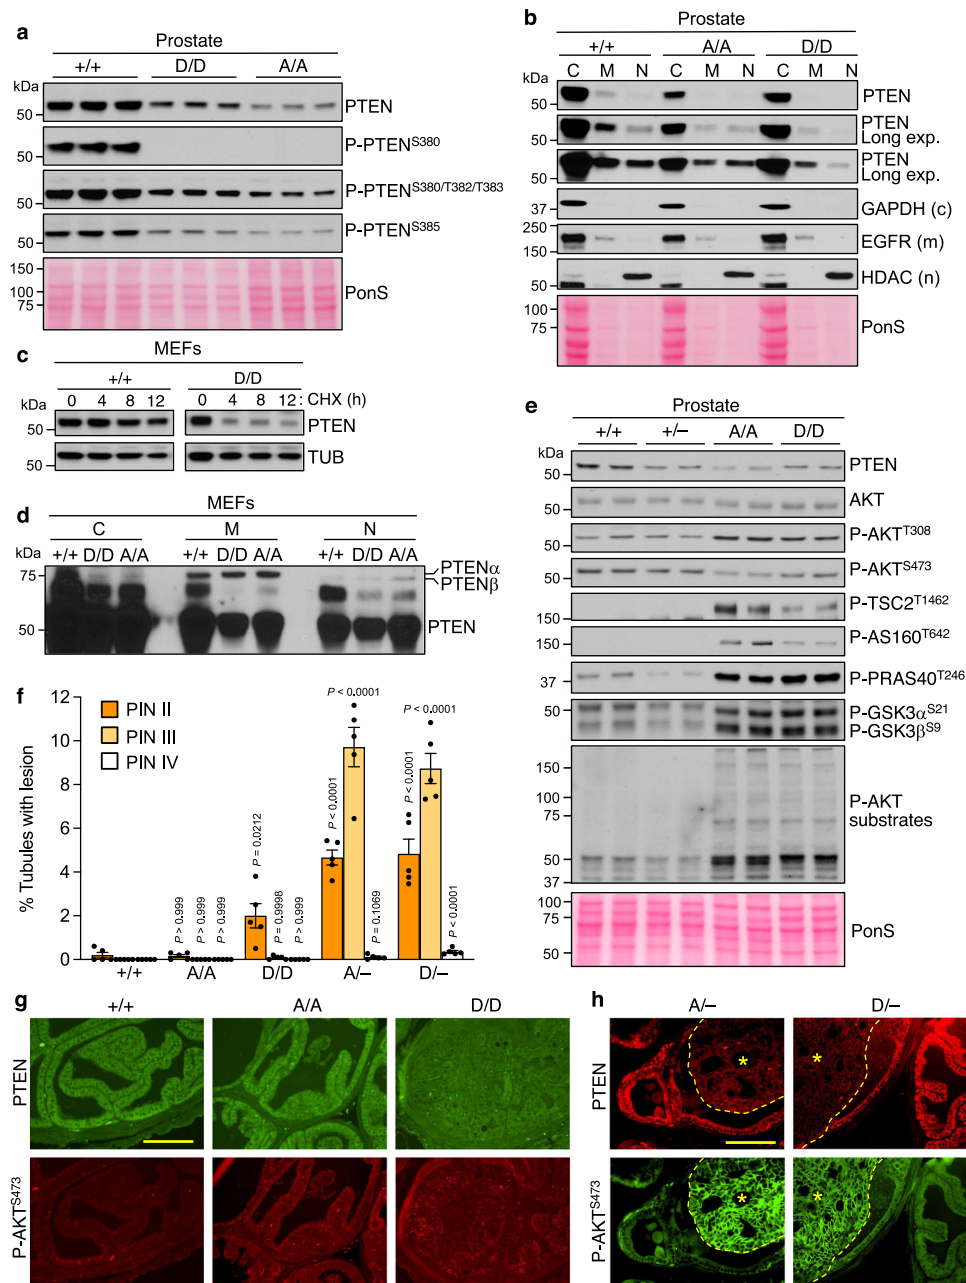 a
Prostate
+/+ D/D A/A
kDa
50 PTEN
50 P-PTENS380
50 P-PTENS380/T382/T383
50 P-PTENS385
150
100
75
PonS
b
Prostate
+/+ A/A D/D
kDa C M N C M N C M N
50 PTEN
50 PTEN
Long exp.
50 PTEN
Long exp.
37 GAPDH (c)
250
150
EGFR (m)
50 HDAC (n)
100
75
PonS
c
MEFs
+/+ D/D
kDa 0 4 8 12 0 4 8 12 : CHX (h)
50 PTEN
50 TUB
d
MEFs
C M N
kDa +/+ D/D A/A +/+ D/D A/A +/+ D/D A/A
75
50
PTENα
PTENβ
PTEN
e
Prostate
+/+ +/− A/A D/D
kDa
50 PTEN
50 AKT
50 P-AKTT308
50 P-AKTS473
150 P-TSC2T1462
150 P-AS160T642
37 P-PRAS40T246
50 P-GSK3αS21
P-GSK3βS9
150
100
75
50
37
P-AKT
substrates
100
75
50
PonS
f
% Tubules with lesion
12
10
8
6
4
2
0
PIN II
PIN III
PIN IV
P > 0.999
P > 0.999
P > 0.999
P = 0.0212
P = 0.9998
P > 0.999
P < 0.0001
P < 0.0001
P = 0.1069
P < 0.0001
P < 0.0001
P < 0.0001
+/+ A/A D/D A/− D/−
g
+/+ A/A D/D
PTEN
P-AKTS473
h
A/− D/−
PTEN
* *
P-AKTS473
* *